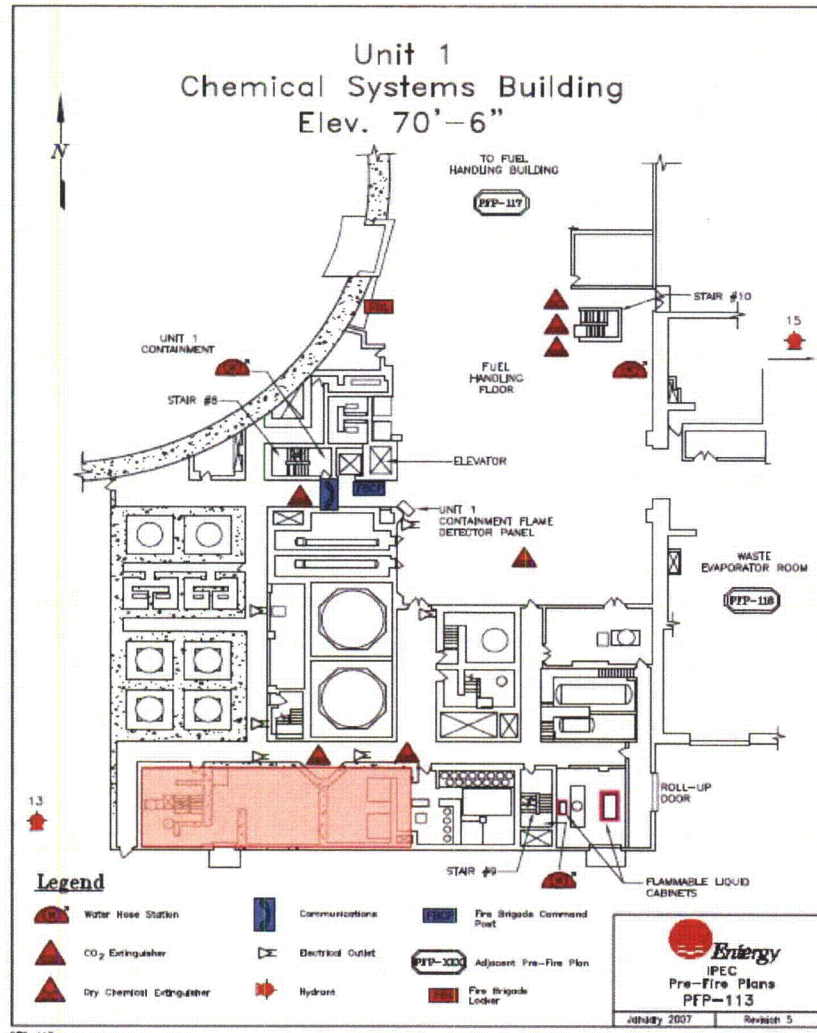 Unit 1
Chemical Systems Building
Elev. 70'-6"
N
TO FUEL
HANDLING BUILDING
PFP-117
STAIR #10
15
UNIT 1
CONTAINMENT
STAIR #8
FUEL
HANDLING
FLOOR
ELEVATOR
FBCP
UNIT 1
CONTAINMENT FLAME
DETECTOR PANEL
WASTE
EVAPORATOR ROOM
13
ROLL-UP
DOOR
STAIR #9
FLAMMABLE LIQUID
CABINETS
Legend
Water Hose Station
Communications
FBCP
Fire Brigade Command
Post
CO2 Extinguisher
Electrical Outlet
PFP-XXX
Adjacent Pre-Fire Plan
Dry Chemical Extinguisher
Hydrant
FBL
Fire Brigade
Locker
Entergy
IPEC
Pre-Fire Plans
PFP-113
January 2007
Revision 5